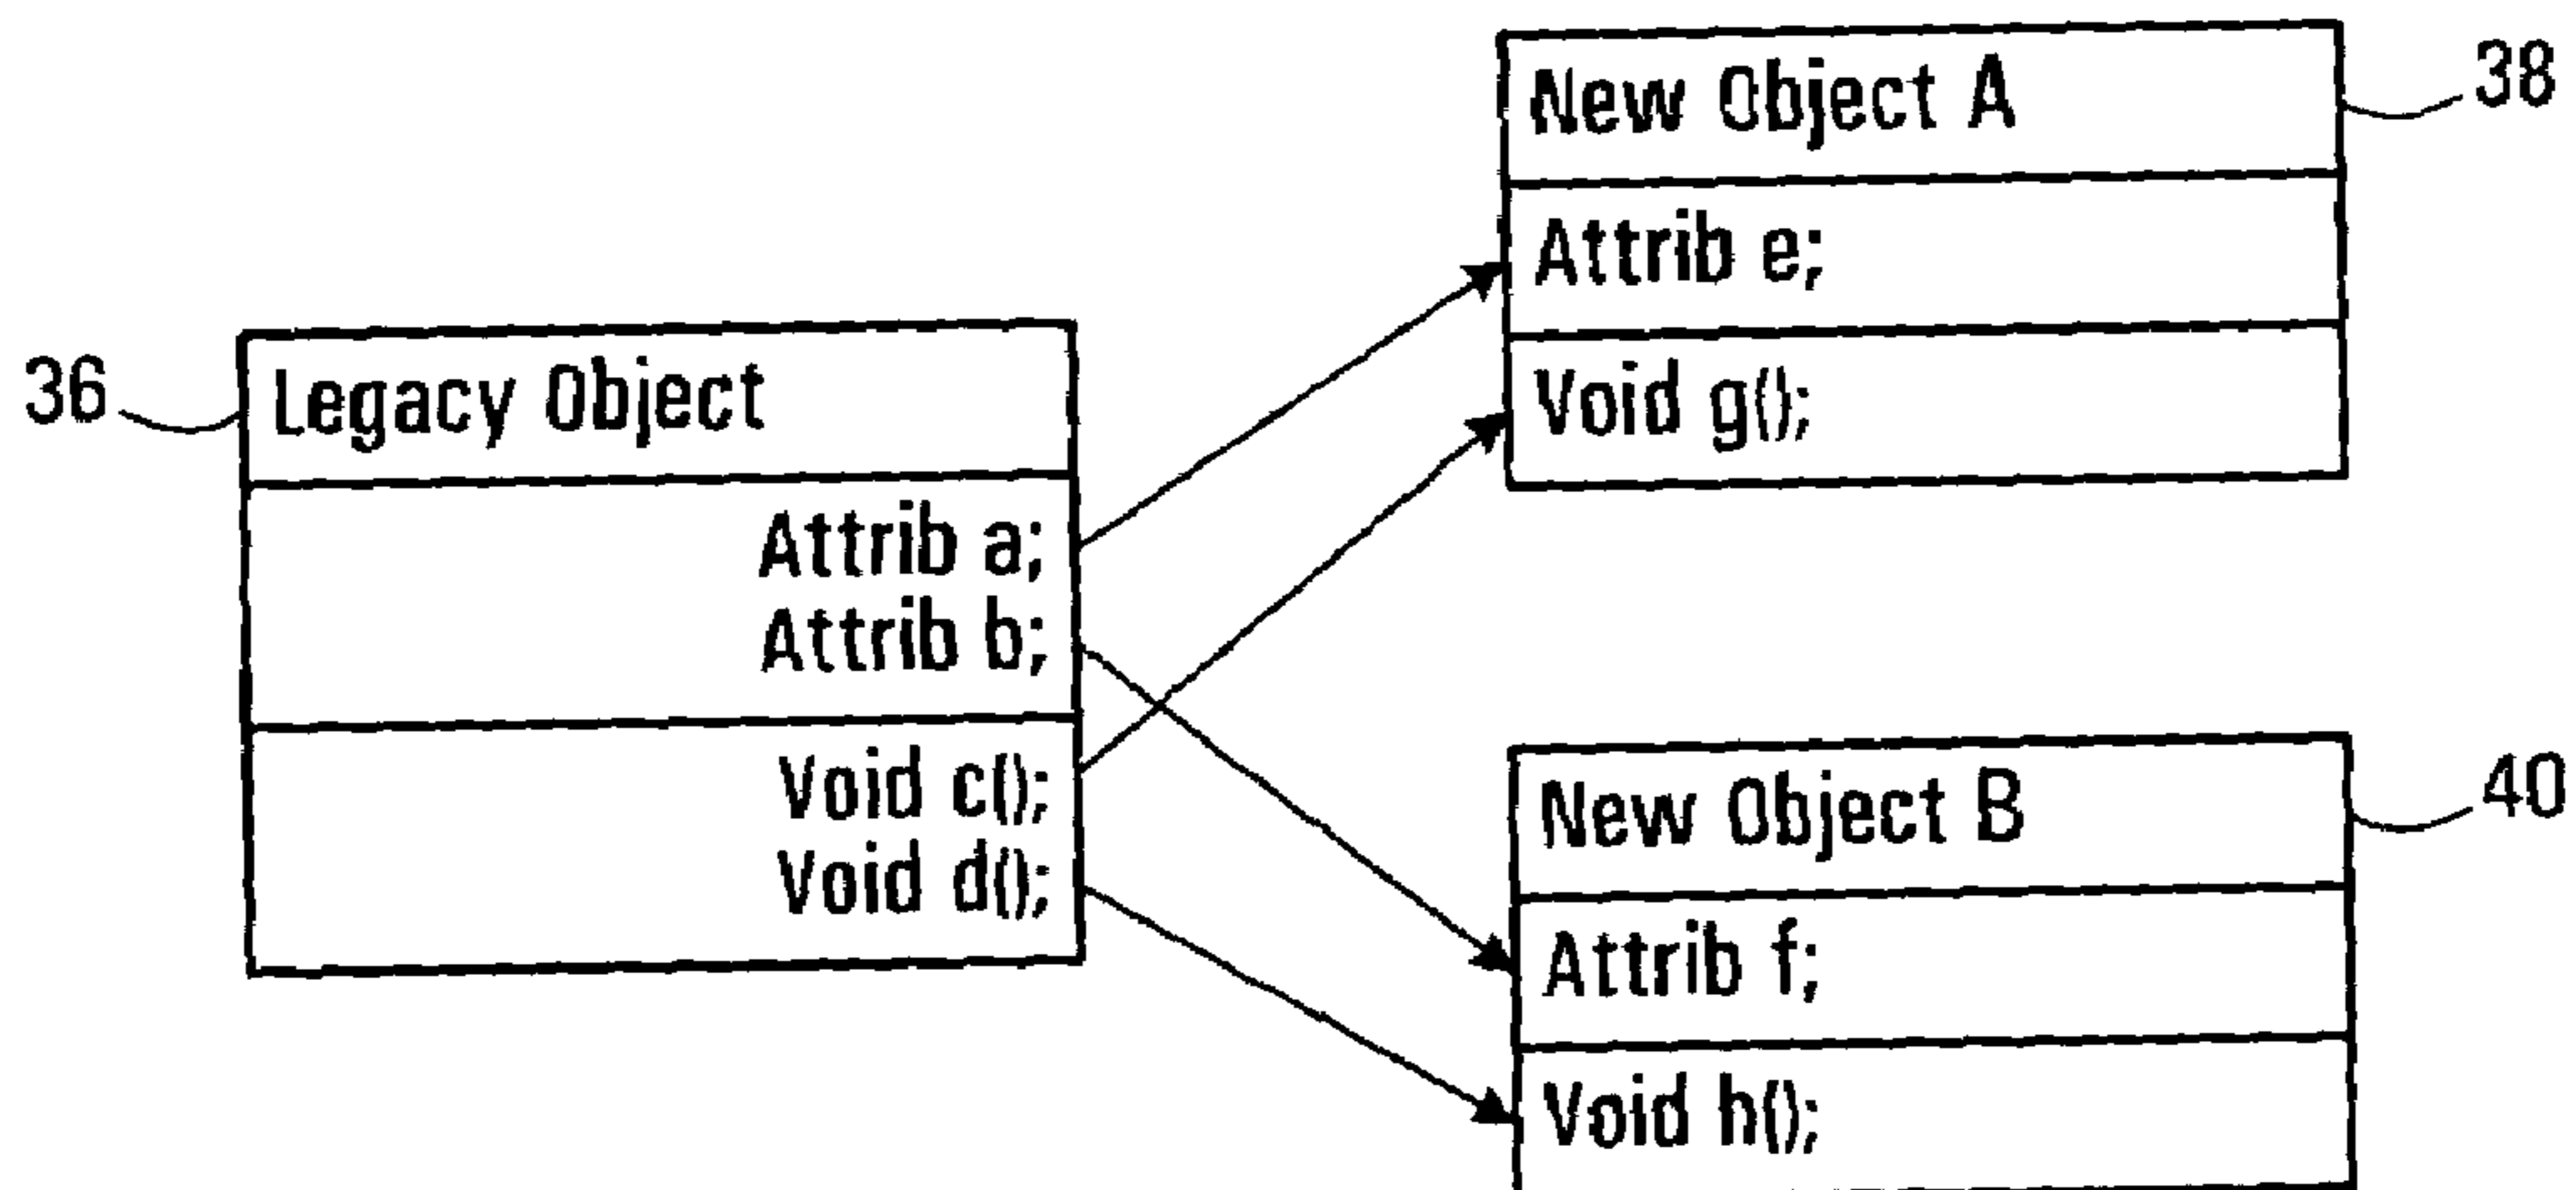 36
Legacy Object
Attrib a;
Attrib b;
Void c();
Void d();
New Object A
38
Attrib e;
Void g();
New Object B
40
Attrib f;
Void h();